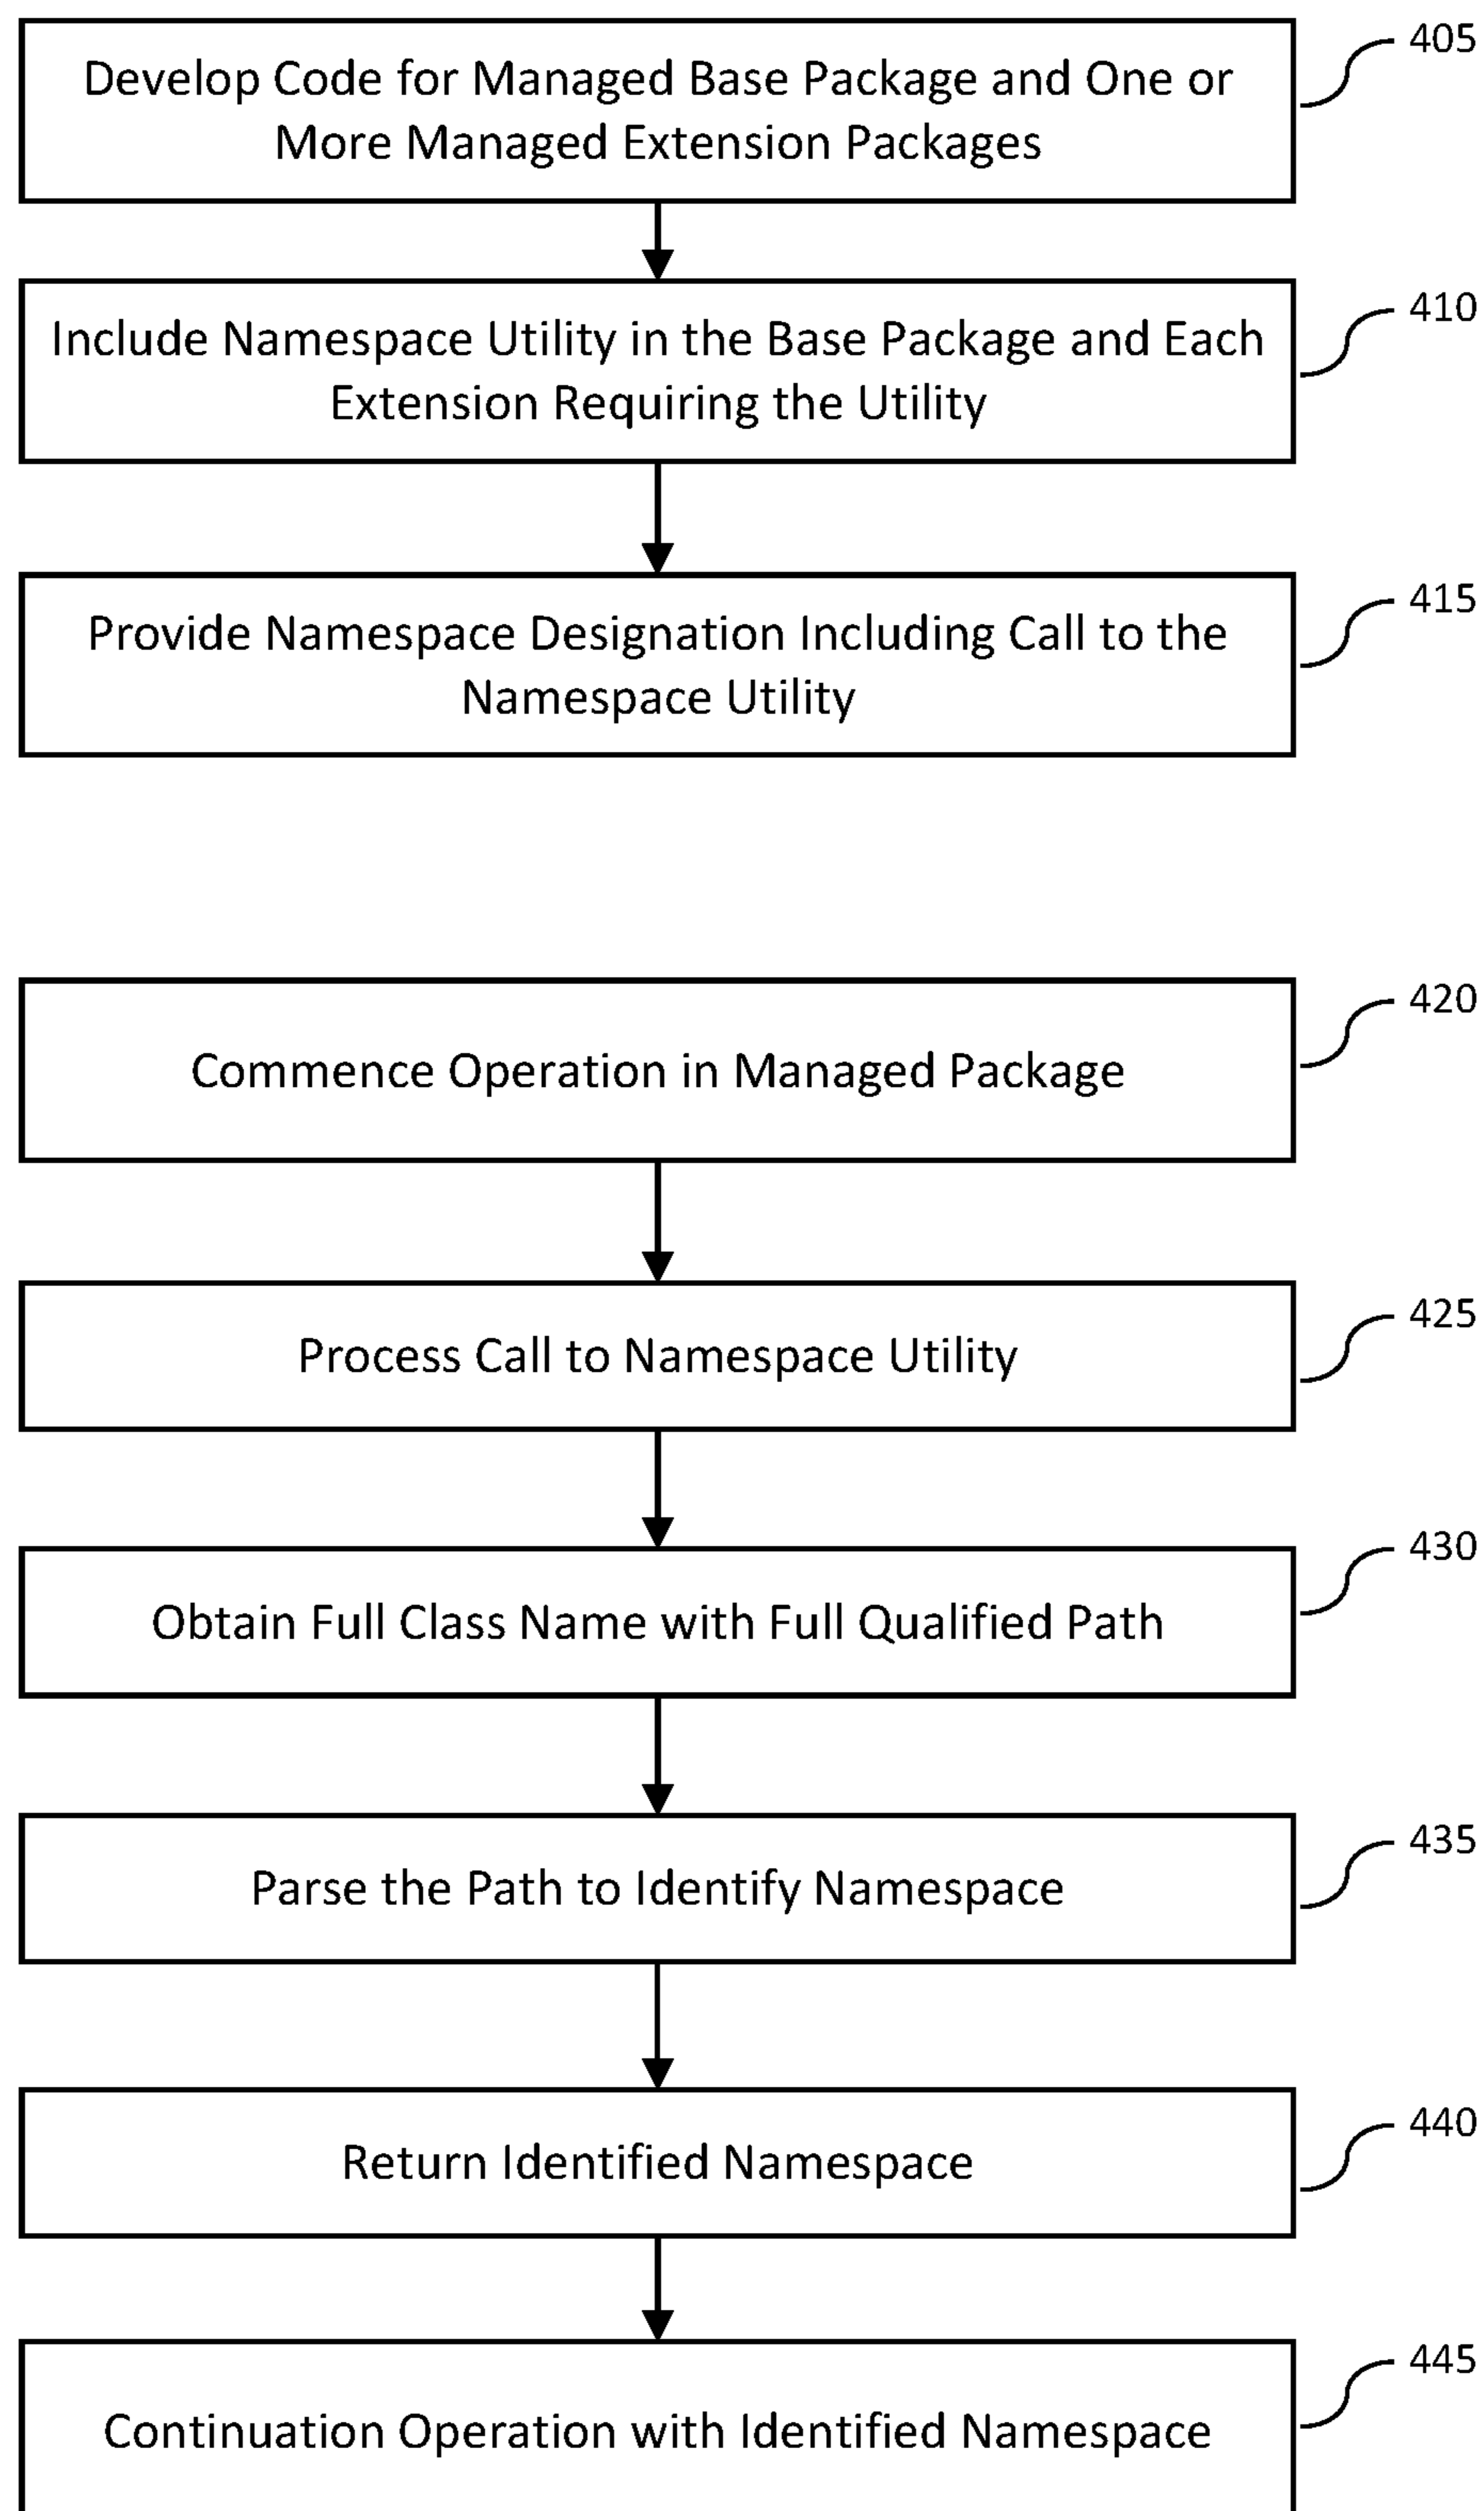 405
Develop Code for Managed Base Package and One or
More Managed Extension Packages
410
Include Namespace Utility in the Base Package and Each
Extension Requiring the Utility
415
Provide Namespace Designation Including Call to the
Namespace Utility
420
Commence Operation in Managed Package
425
Process Call to Namespace Utility
430
Obtain Full Class Name with Full Qualified Path
435
Parse the Path to Identify Namespace
440
Return Identified Namespace
445
Continuation Operation with Identified Namespace